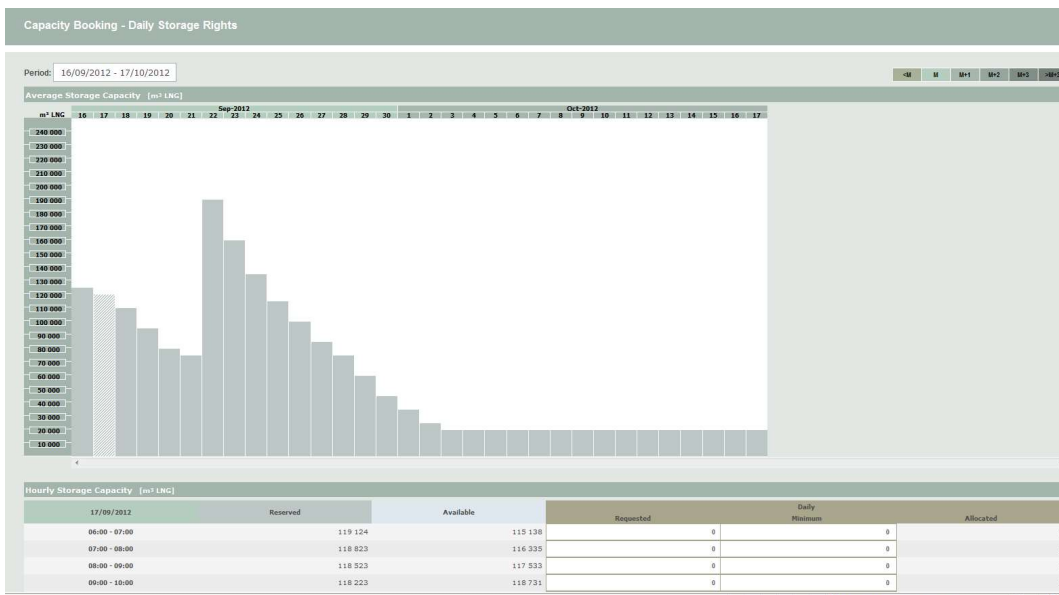 Capacity Booking - Daily Storage Rights
Period: 16/09/2012 - 17/10/2012
<M M M+1 M+2 M+3
Average Storage Capacity [m³ LNG]
Sep-2012 Oct-2012
m³ LNG 16 17 18 19 20 21 22 23 24 25 26 27 28 29 30 1 2 3 4 5 6 7 8 9 10 11 12 13 14 15 16 17
240 000
230 000
220 000
210 000
200 000
190 000
180 000
170 000
160 000
150 000
140 000
130 000
120 000
110 000
100 000
90 000
80 000
70 000
60 000
50 000
40 000
30 000
20 000
10 000
Hourly Storage Capacity [m³ LNG]
17/09/2012 Reserved Available Daily
Requested Minimum Allocated
06:00 - 07:00 119 124 115 138 0 0
07:00 - 08:00 118 823 116 335 0 0
08:00 - 09:00 118 523 117 533 0 0
09:00 - 10:00 118 223 118 731 0 0